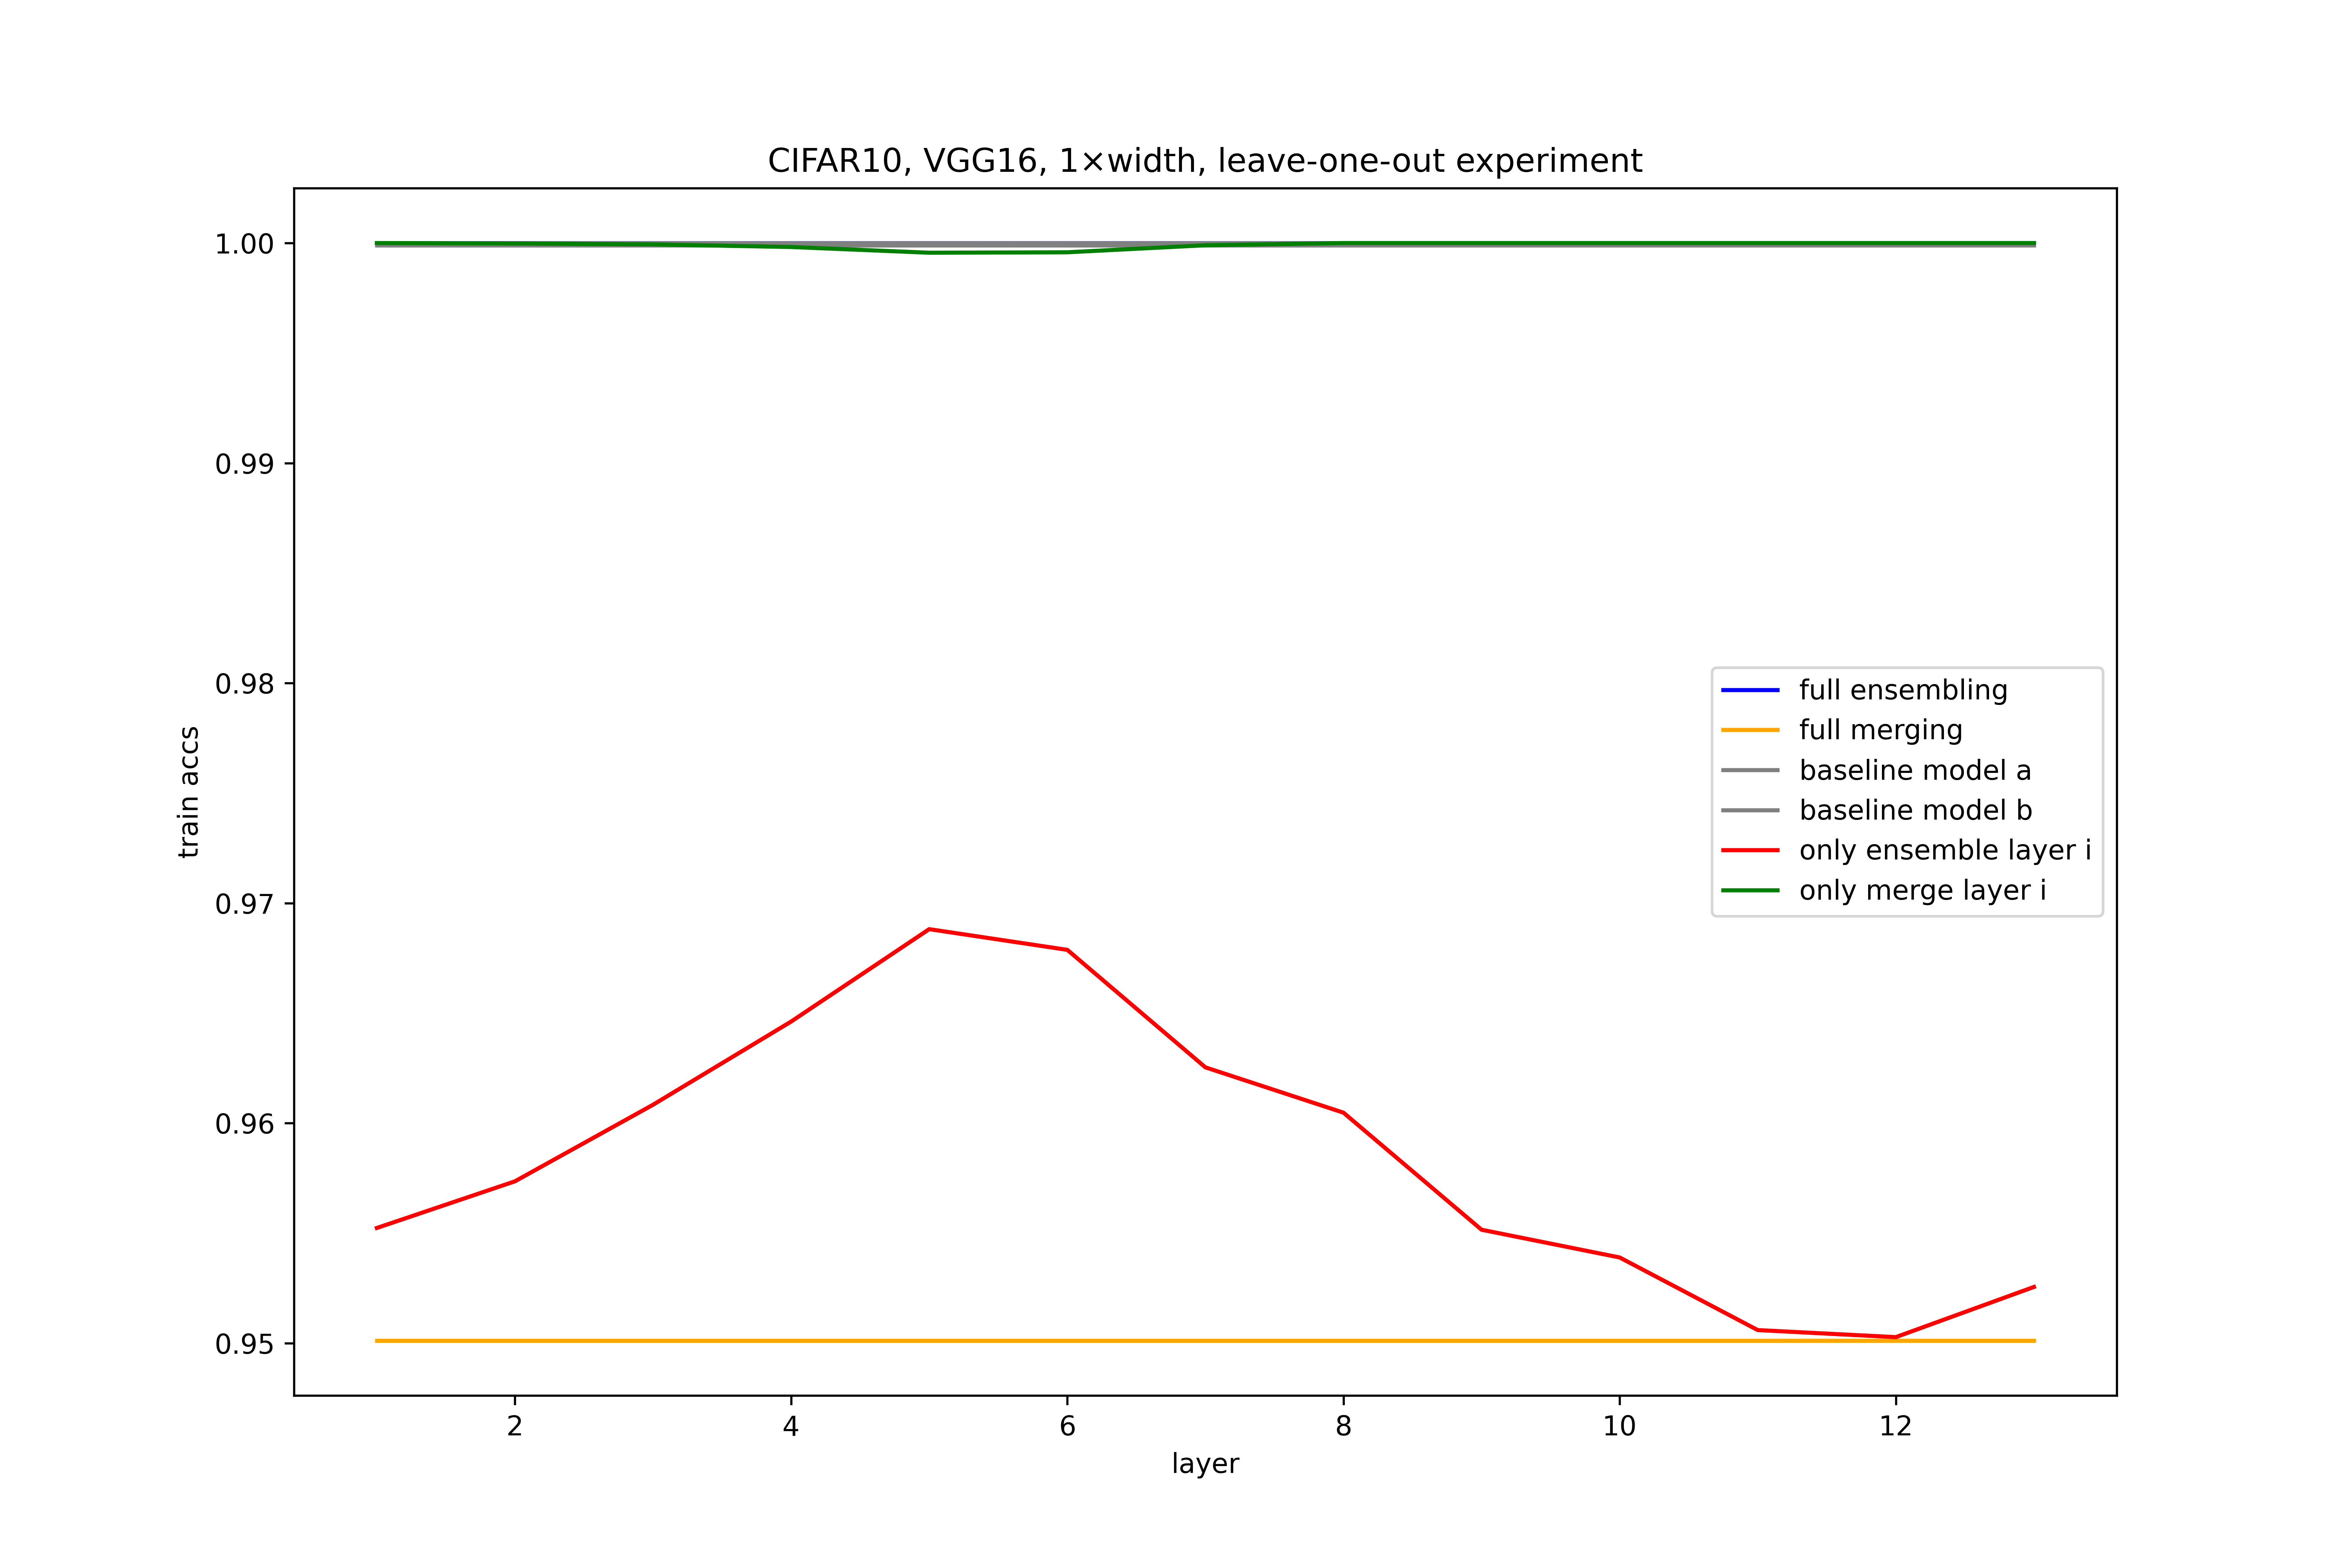 CIFAR10, VGG16, 1×width, leave-one-out experiment
1.00
0.99
0.98
0.97
0.96
0.95
train accs
full ensembling
full merging
baseline model a
baseline model b
only ensemble layer i
only merge layer i
2 4 6 8 10 12
layer